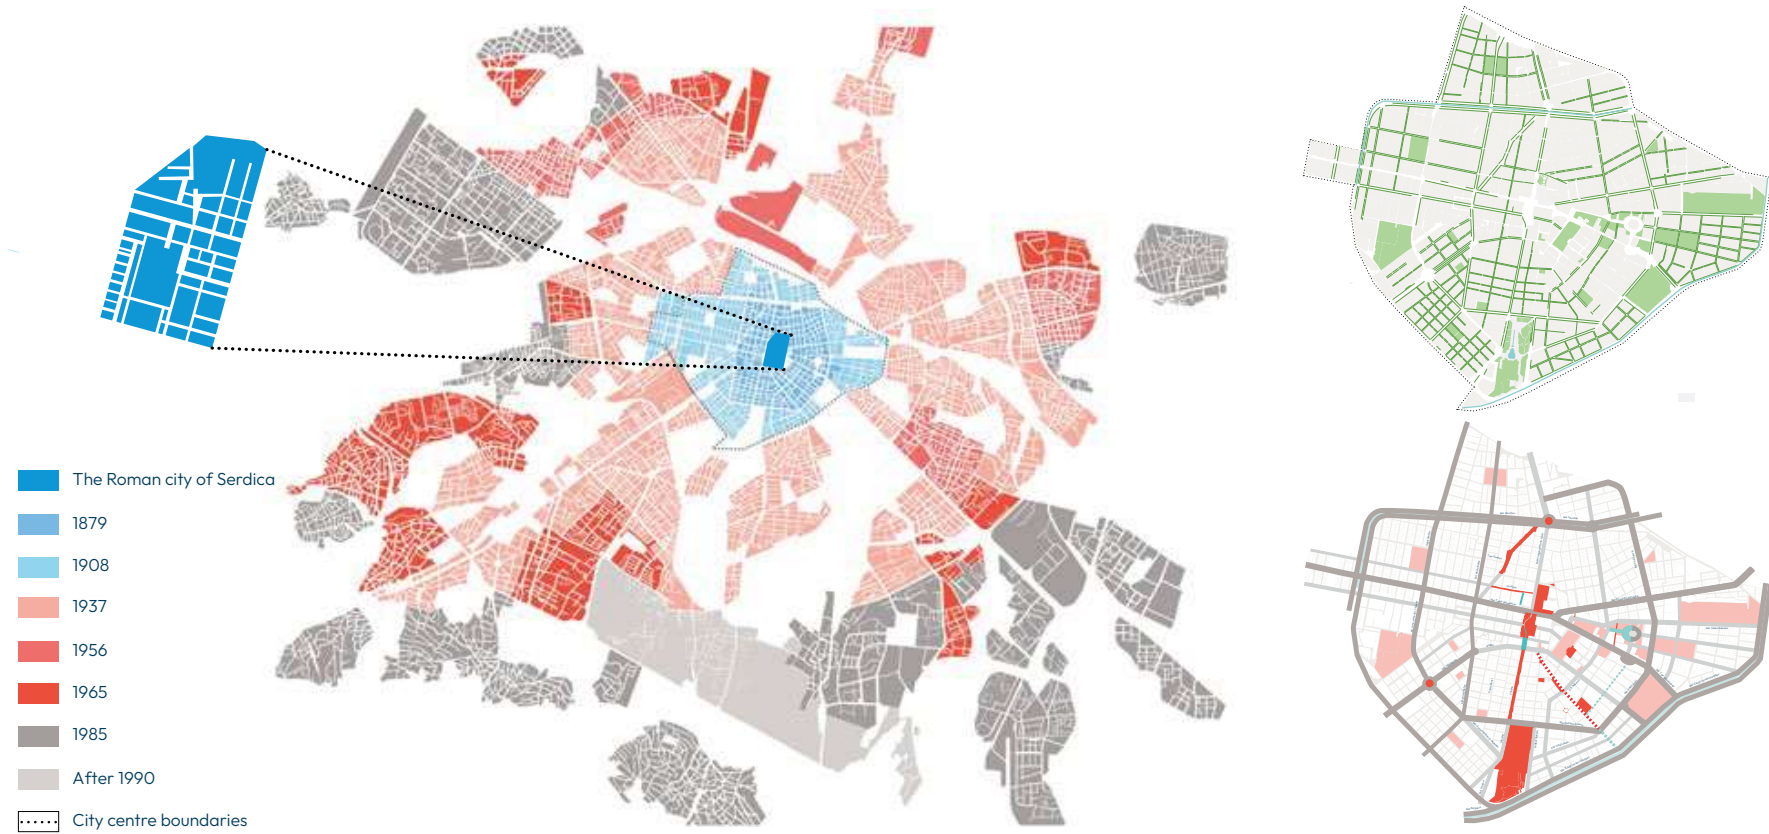 The Roman city of Serdica
1879
1908
1937
1956
1965
1985
After 1990
City centre boundaries